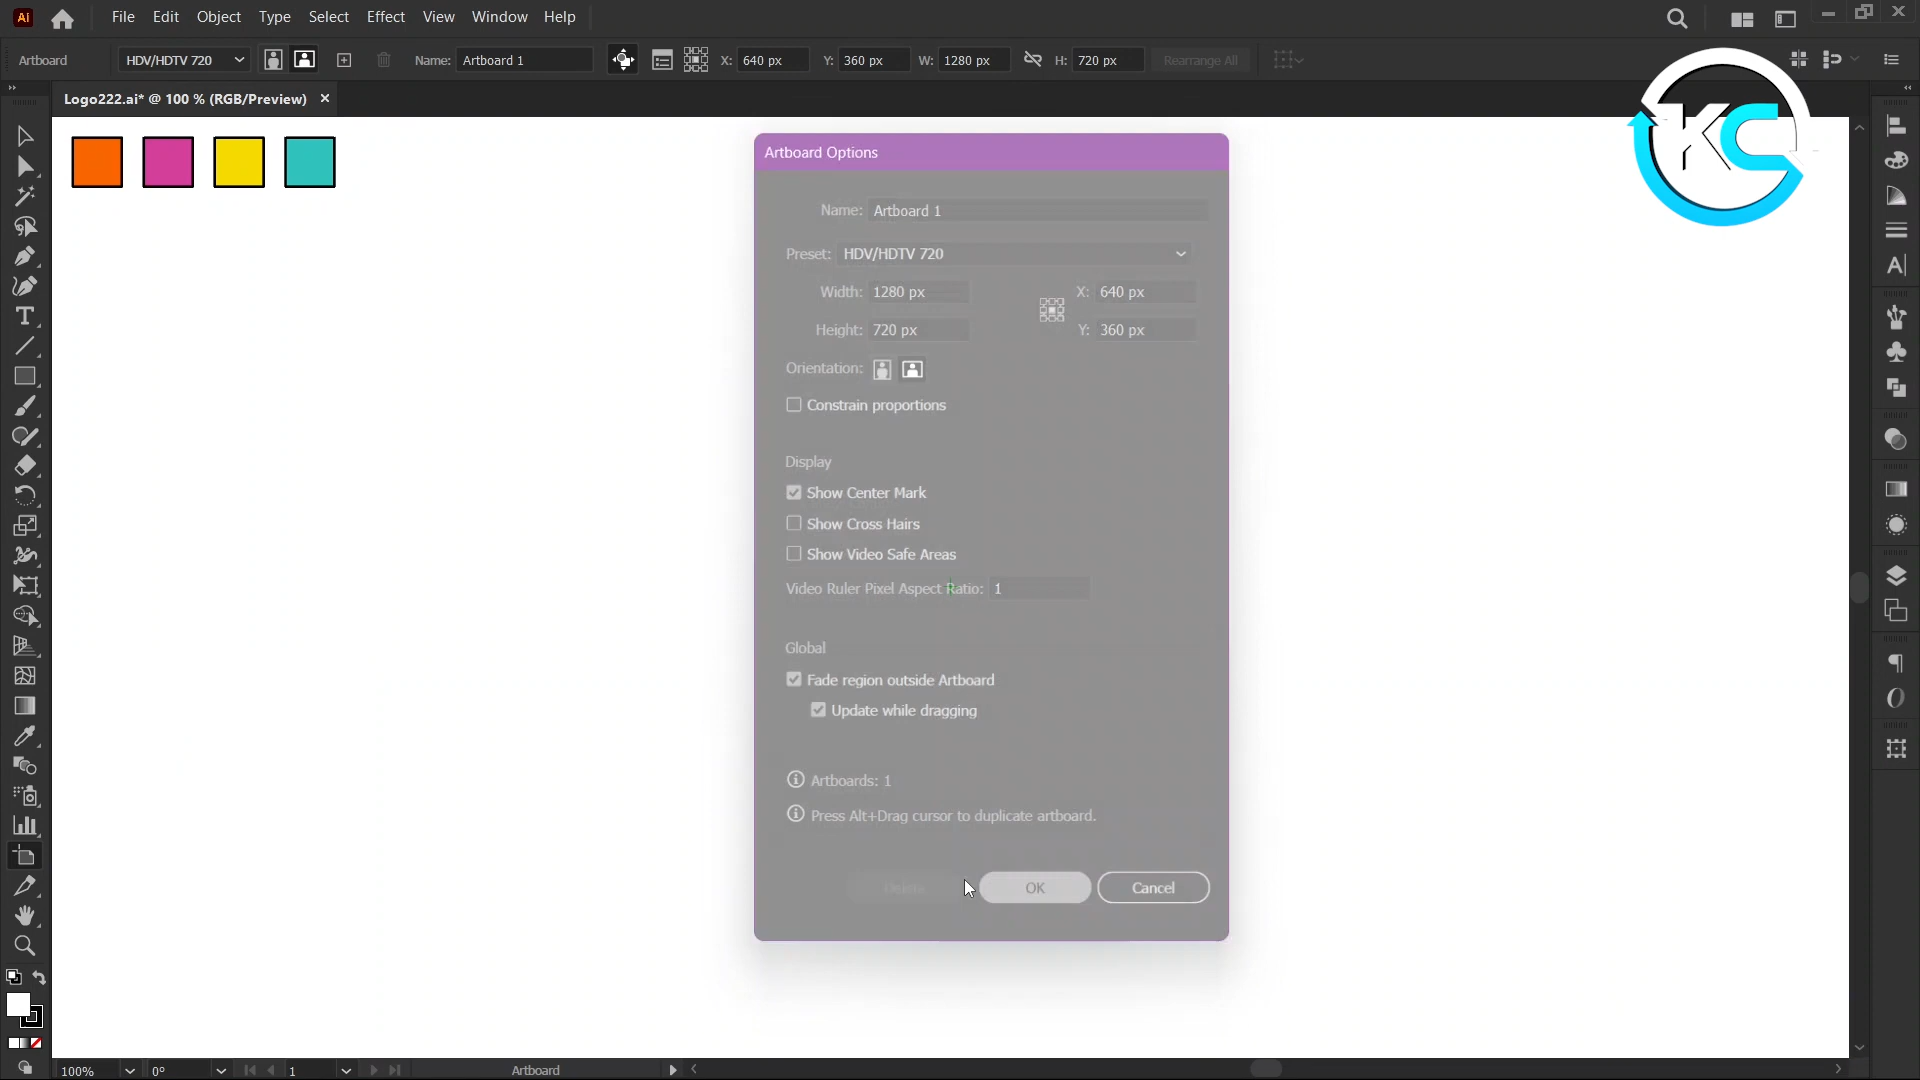 Ai File Edit Object Type Select Effect View Window Help
Artboard HDV/HDTV 720 Name: Artboard 1 X: 640 px Y: 360 px W: 1280 px H: 720 px Rearrange All
Logo222.ai* @ 100 % (RGB/Preview)
KC
Artboard Options
Name: Artboard 1
Preset: HDV/HDTV 720
Width: 1280 px X: 640 px
Height: 720 px Y: 360 px
Orientation:
Constrain proportions
Display
Show Center Mark
Show Cross Hairs
Show Video Safe Areas
Video Ruler Pixel Aspect Ratio: 1
Global
Fade region outside Artboard
Update while dragging
Artboards: 1
Press Alt+Drag cursor to duplicate artboard.
Delete OK Cancel
100% 0° 1 Artboard